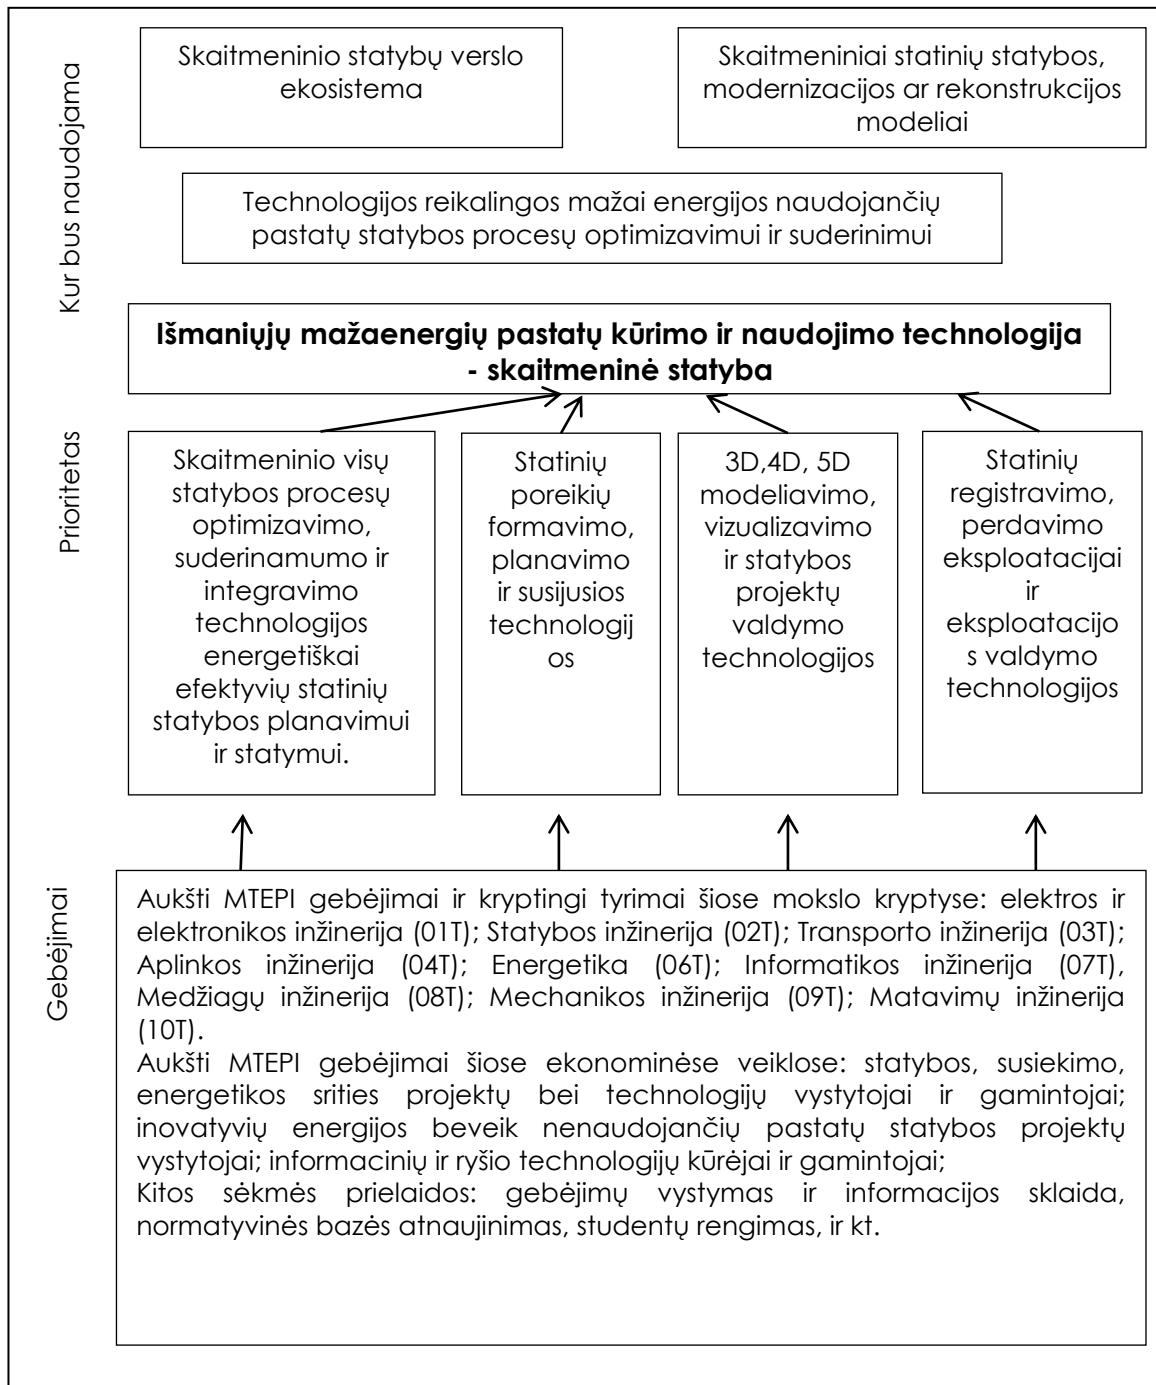 Kur bus naudojama
Skaitmeninio statybų verslo
ekosistema
Skaitmeniniai statinių statybos,
modernizacijos ar rekonstrukcijos
modeliai
Technologijos reikalingos mažai energijos naudojančių
pastatų statybos procesų optimizavimui ir suderinimui
Išmaniųjų mažaenergių pastatų kūrimo ir naudojimo technologija
- skaitmeninė statyba
Prioritetas
Skaitmeninio visų
statybos procesų
optimizavimo,
suderinamumo ir
integravimo
technologijos
energetiškai
efektyvių statinių
statybos planavimui
ir statymui.
Statinių
poreikių
formavimo,
planavimo
ir susijusios
technologij
os
3D,4D, 5D
modeliavimo,
vizualizavimo
ir statybos
projektų
valdymo
technologijos
Statinių
registravimo,
perdavimo
eksploatacijai
ir
eksploatacijo
s valdymo
technologijos
Gebėjimai
Aukšti MTEPI gebėjimai ir kryptingi tyrimai šiose mokslo kryptyse: elektros ir
elektronikos inžinerija (01T); Statybos inžinerija (02T); Transporto inžinerija (03T);
Aplinkos inžinerija (04T); Energetika (06T); Informatikos inžinerija (07T),
Medžiagų inžinerija (08T); Mechanikos inžinerija (09T); Matavimų inžinerija
(10T).
Aukšti MTEPI gebėjimai šiose ekonominėse veiklose: statybos, susiekimo,
energetikos srities projektų bei technologijų vystytojai ir gamintojai;
inovatyvių energijos beveik nenaudojančių pastatų statybos projektų
vystytojai; informacinių ir ryšio technologijų kūrėjai ir gamintojai;
Kitos sėkmės prielaidos: gebėjimų vystymas ir informacijos sklaida,
normatyvinės bazės atnaujinimas, studentų rengimas, ir kt.